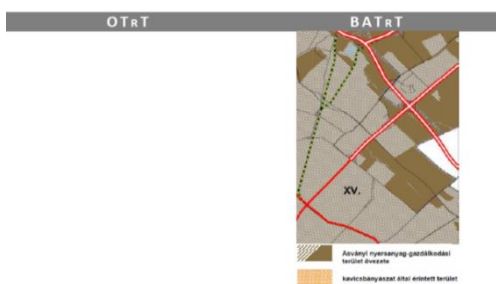 OTRT BATRT
XV.
Ásványi nyersanyag-gazdálkodási
terület övezete
kavicsbányászat által érintett terület